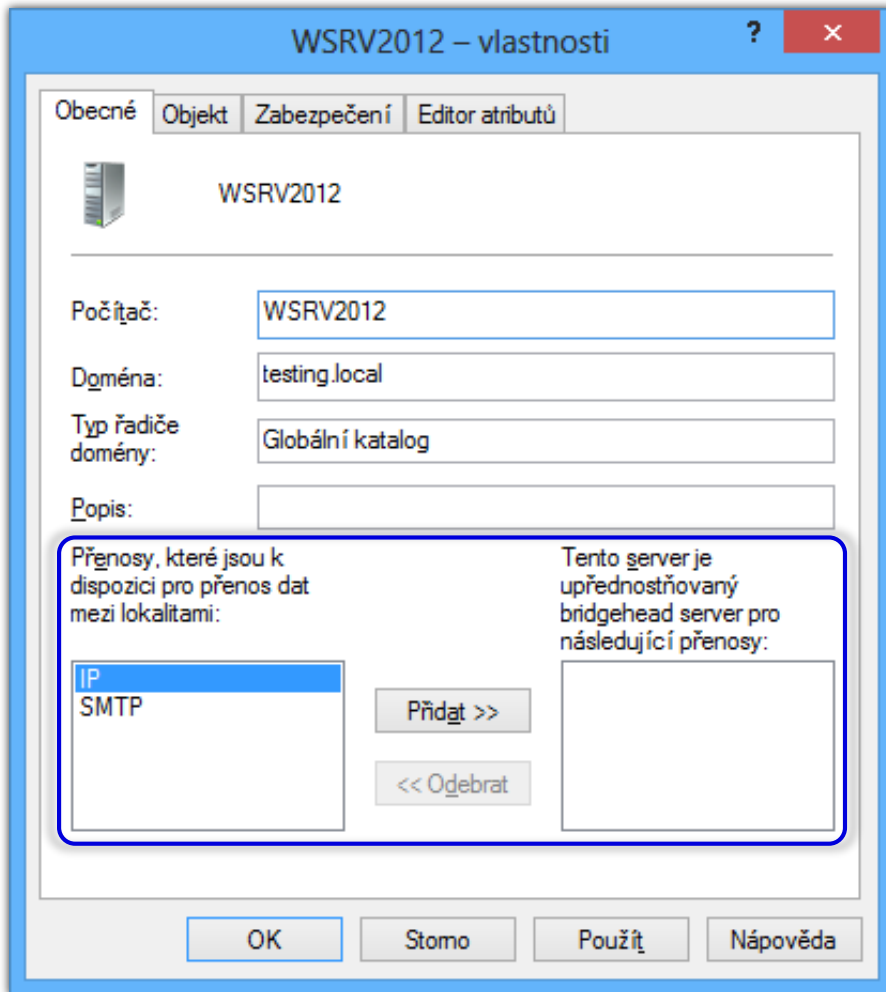 WSRV2012 – vlastnosti
?
×
Obecné
Objekt
Zabezpečení
Editor atributů
WSRV2012
Počítač:
WSRV2012
Doména:
testing.local
Typ řadiče
domény:
Globální katalog
Popis:
Přenosy, které jsou k
dispozici pro přenos dat
mezi lokalitami:
IP
SMTP
Přidat >>
<< Odebrat
Tento server je
upřednostňovaný
bridgehead server pro
následující přenosy:
OK
Storno
Použít
Nápověda